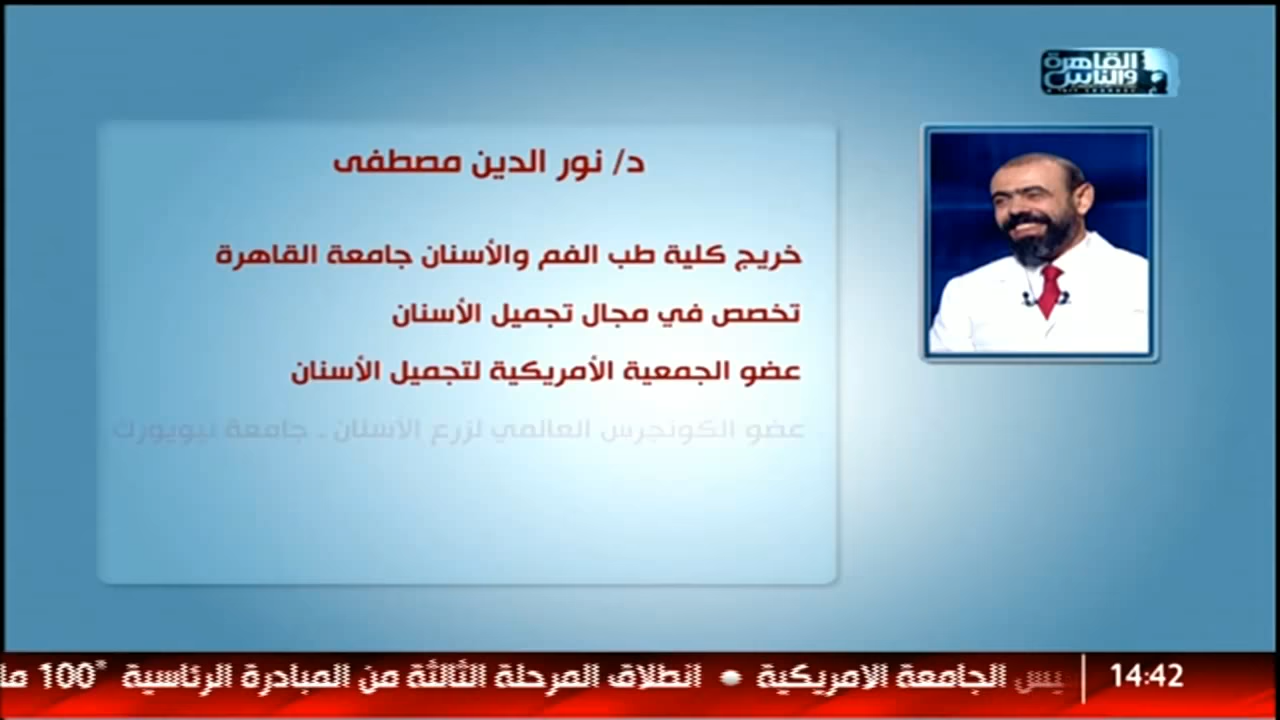 القاهرة
والناس
د/ نور الدين مصطفى
خريج كلية طب الفم والأسنان جامعة القاهرة
تخصص في مجال تجميل الأسنان
عضو الجمعية الأمريكية لتجميل الأسنان
عضو الكونجرس العالمي لزرع الأسنان - جامعة نيويورك
14:42
الجامعة الامريكية • انطلاق المرحلة الثالثة من المبادرة الرئاسية "100